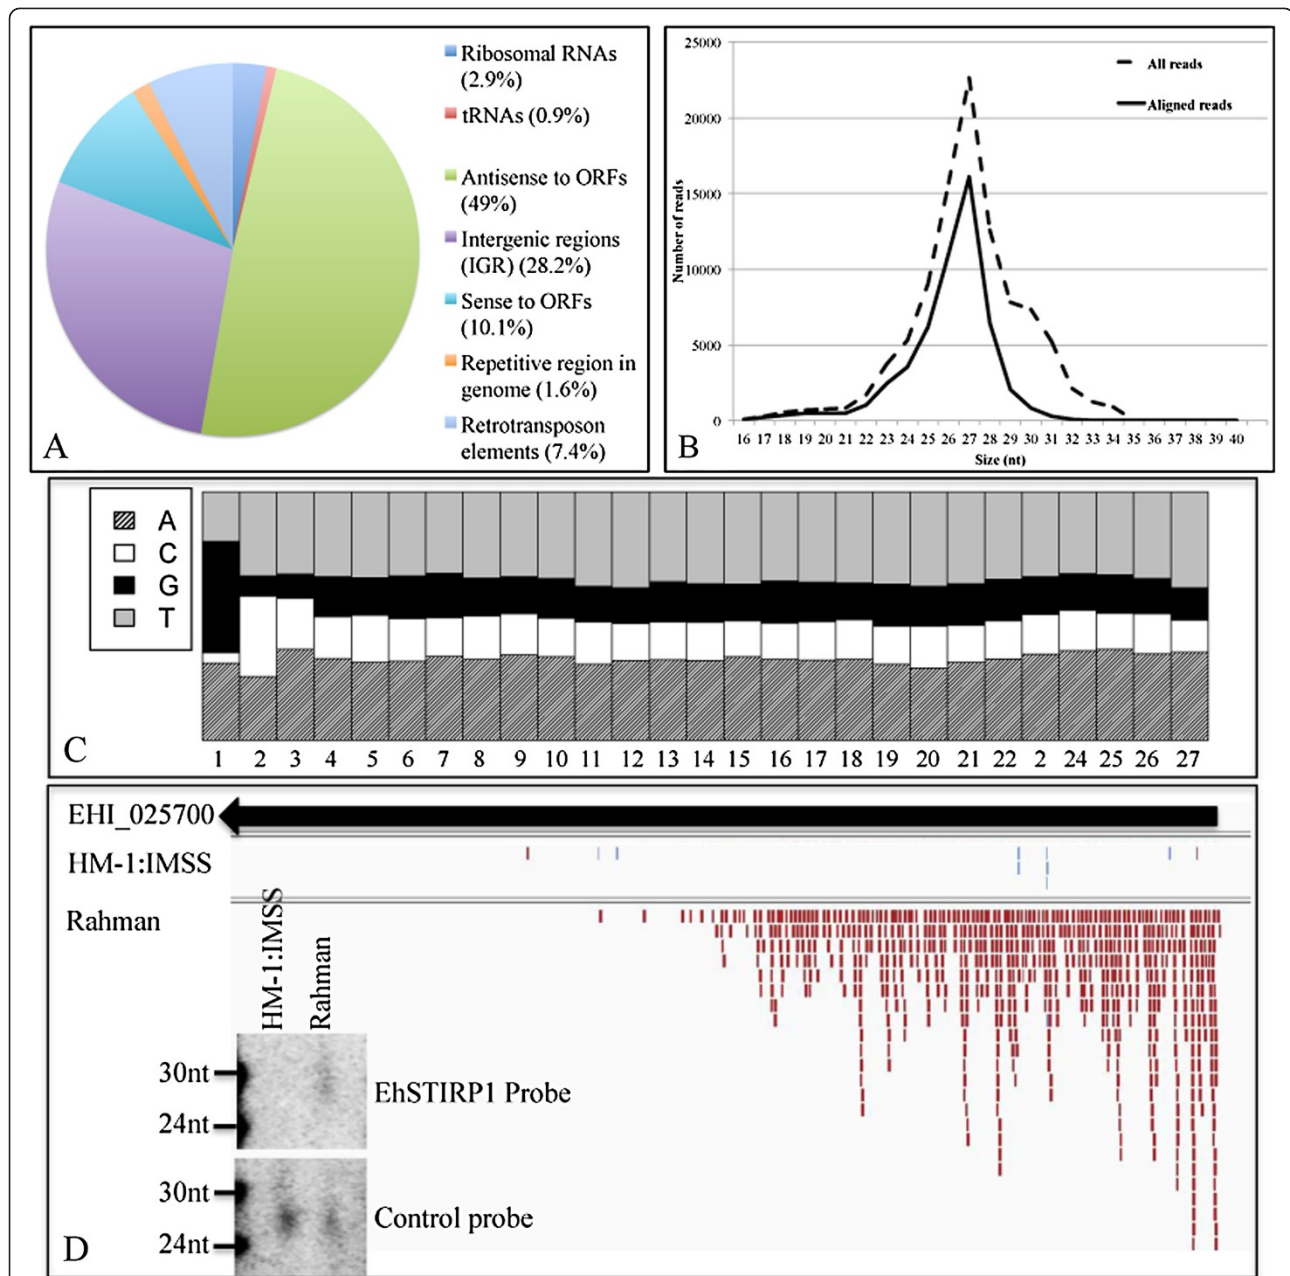 Ribosomal RNAs
(2.9%)
tRNAs (0.9%)
Antisense to ORFs
(49%)
Intergenic regions
(IGR) (28.2%)
Sense to ORFs
(10.1%)
Repetitive region in
genome (1.6%)
Retrotransposon
elements (7.4%)
A
25000
20000
15000
10000
5000
0
Number of reads
All reads
Aligned reads
16 17 18 19 20 21 22 23 24 25 26 27 28 29 30 31 32 33 34 35 36 37 38 39 40
Size (nt)
B
A
C
G
T
1 2 3 4 5 6 7 8 9 10 11 12 13 14 15 16 17 18 19 20 21 22 2 24 25 26 27
C
EHI_025700
HM-1:IMSS
Rahman
HM-1:IMSS
Rahman
30nt
24nt
EhSTIRP1 Probe
30nt
24nt
Control probe
D